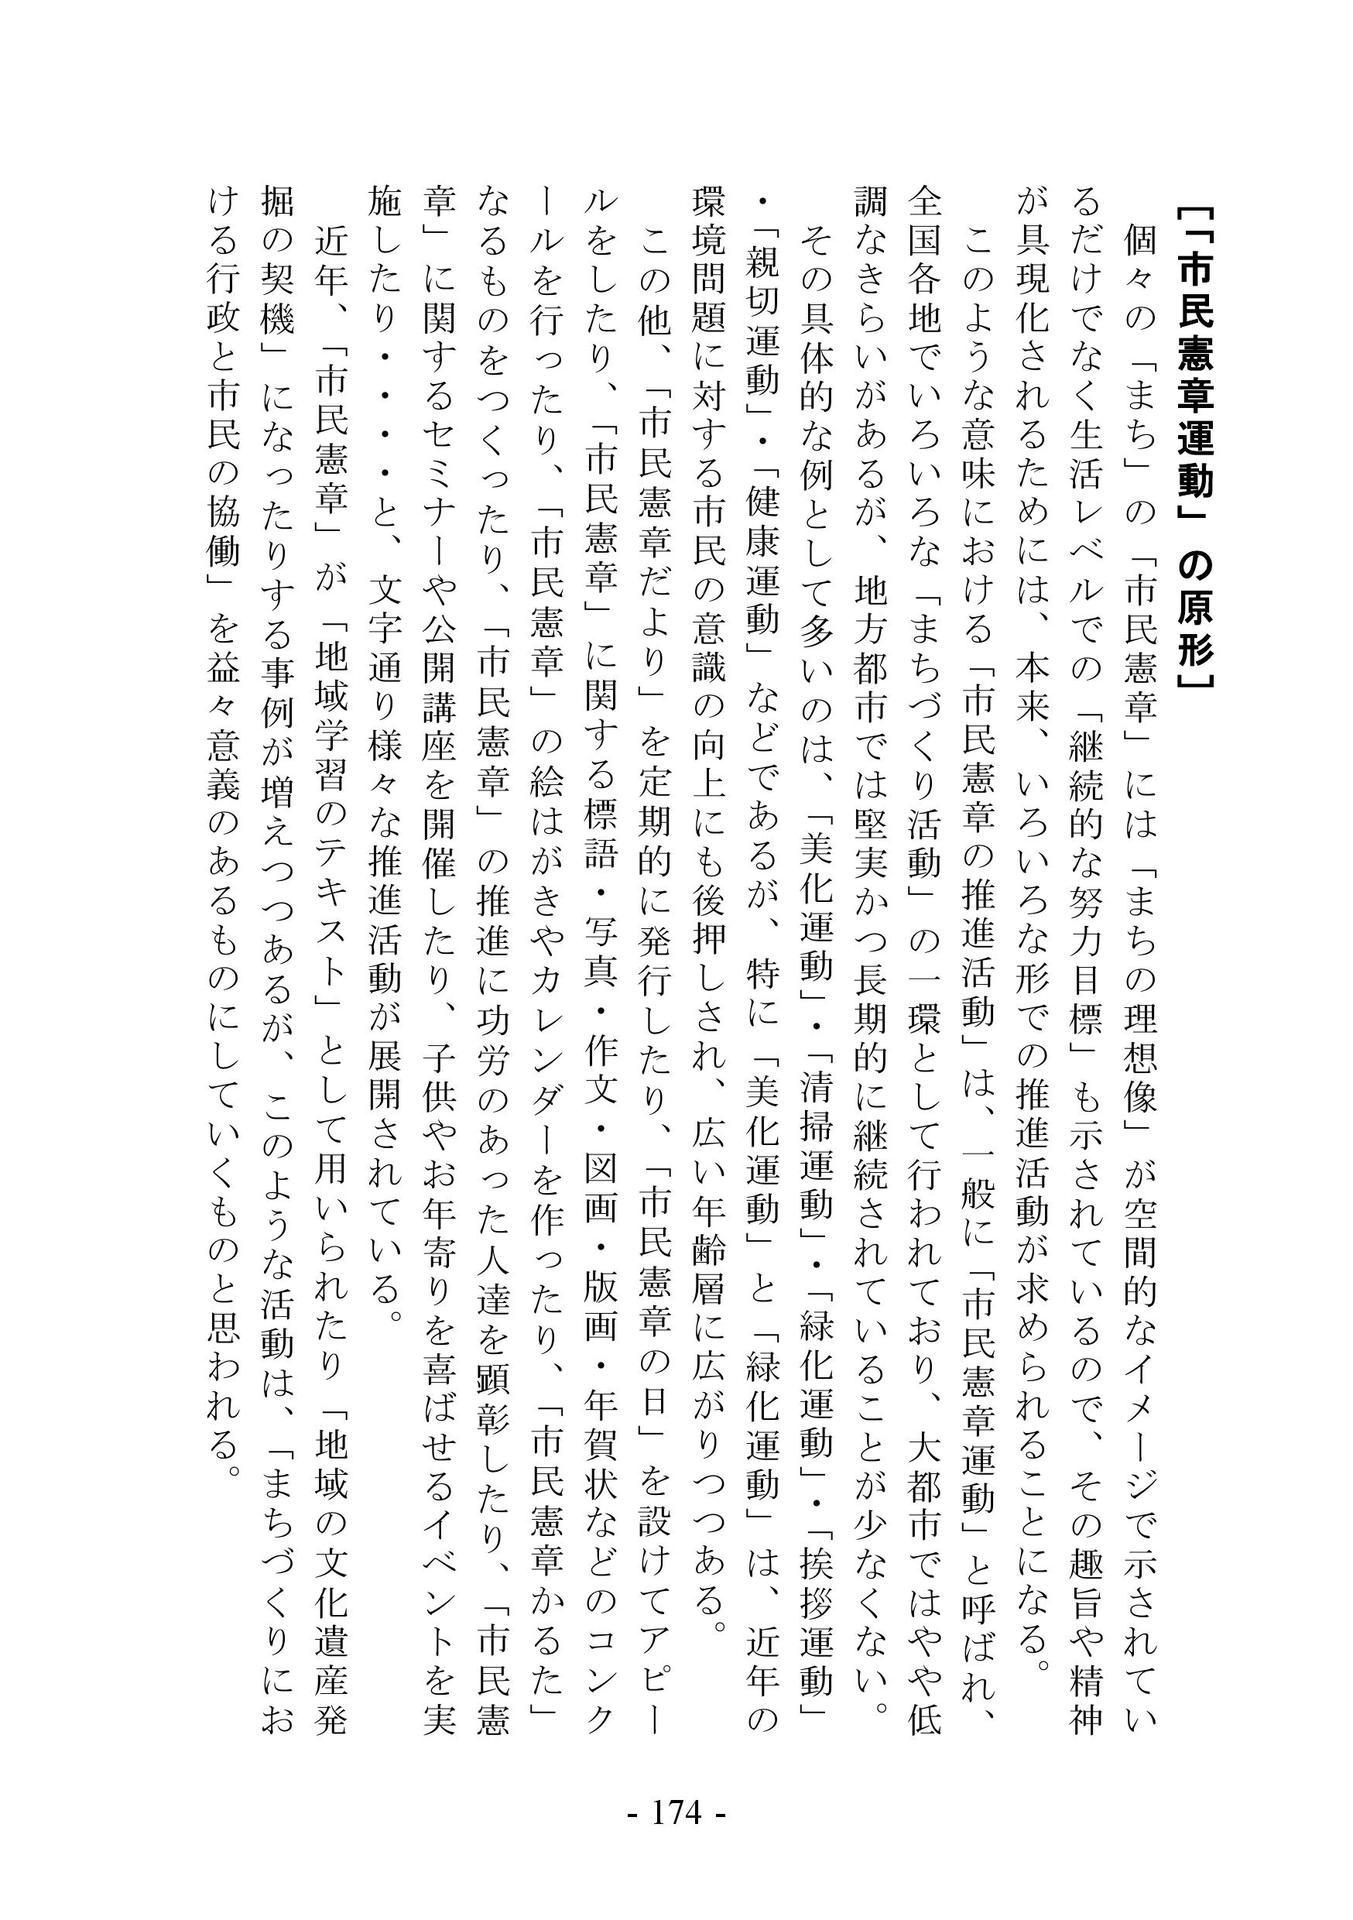 ［「市民憲章運動」の原形］
　個々の「まち」の「市民憲章」には「まちの理想像」が空間的なイメージで示されてい
るだけでなく生活レベルでの「継続的な努力目標」も示されているので、その趣旨や精神
が具現化されるためには、本来、いろいろな形での推進活動が求められることになる。
　このような意味における「市民憲章の推進活動」は、一般に「市民憲章運動」と呼ばれ、
全国各地でいろいろな「まちづくり活動」の一環として行われており、大都市ではやや低
調なきらいがあるが、地方都市では堅実かつ長期的に継続されていることが少なくない。
　その具体的な例として多いのは、「美化運動」・「清掃運動」・「緑化運動」・「挨拶運動」
・「親切運動」・「健康運動」などであるが、特に「美化運動」と「緑化運動」は、近年の
環境問題に対する市民の意識の向上にも後押しされ、広い年齢層に広がりつつある。
　この他、「市民憲章だより」を定期的に発行したり、「市民憲章の日」を設けてアピー
ルをしたり、「市民憲章」に関する標語・写真・作文・図画・版画・年賀状などのコンク
ールを行ったり、「市民憲章」の絵はがきやカレンダーを作ったり、「市民憲章かるた」
なるものをつくったり、「市民憲章」の推進に功労のあった人達を顕彰したり、「市民憲
章」に関するセミナーや公開講座を開催したり、子供やお年寄りを喜ばせるイベントを実
施したり・・・・と、文字通り様々な推進活動が展開されている。
　近年、「市民憲章」が「地域学習のテキスト」として用いられたり「地域の文化遺産発
掘の契機」になったりする事例が増えつつあるが、このような活動は、「まちづくりにお
ける行政と市民の協働」を益々意義のあるものにしていくものと思われる。
- 174 -